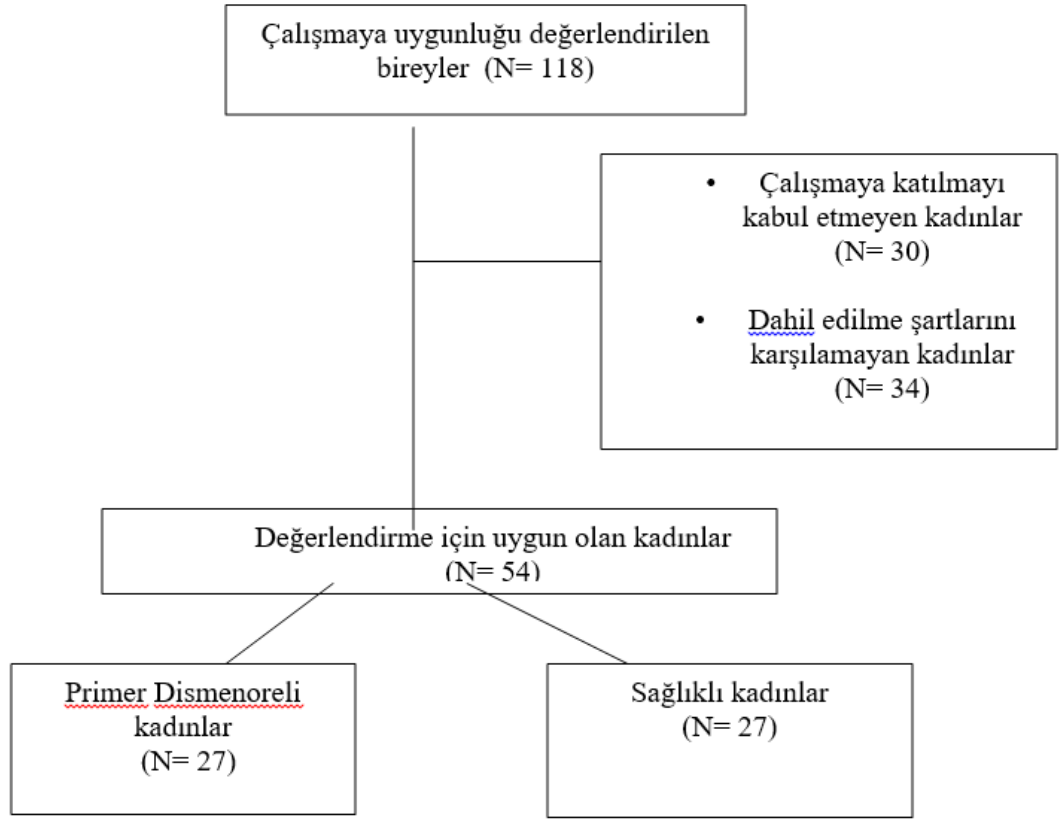 Çalışmaya uygunluğu değerlendirilen
bireyler (N= 118)
• Çalışmaya katılmayı
kabul etmeyen kadınlar
(N= 30)
• Dahil edilme şartlarını
karşılamayan kadınlar
(N= 34)
Değerlendirme için uygun olan kadınlar
(N= 54)
Primer Dismenoreli
kadınlar
(N= 27)
Sağlıklı kadınlar
(N= 27)